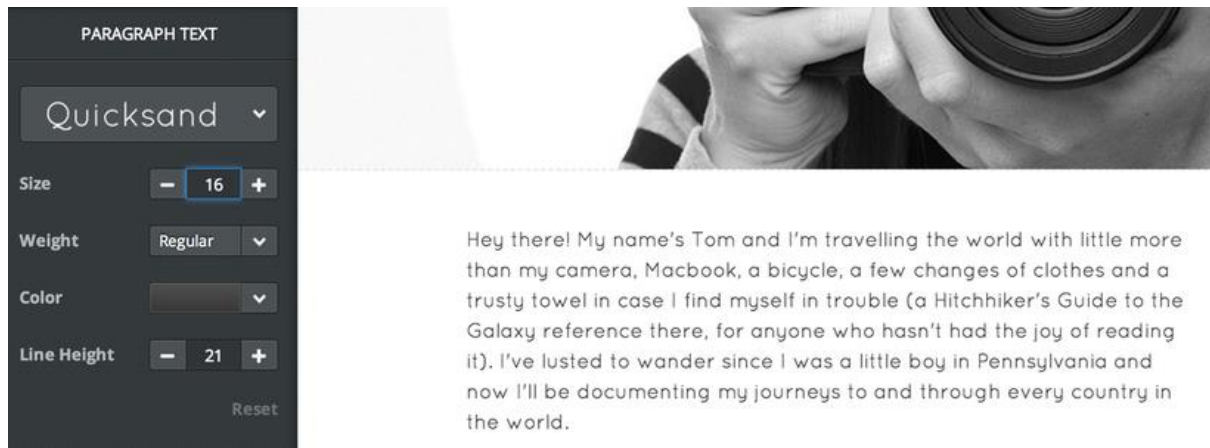 PARAGRAPH TEXT
Quicksand
Size
16
Weight
Regular
Color
Line Height
21
Reset
Hey there! My name's Tom and I'm travelling the world with little more
than my camera, Macbook, a bicycle, a few changes of clothes and a
trusty towel in case I find myself in trouble (a Hitchhiker's Guide to the
Galaxy reference there, for anyone who hasn't had the joy of reading
it). I've lusted to wander since I was a little boy in Pennsylvania and
now I'll be documenting my journeys to and through every country in
the world.